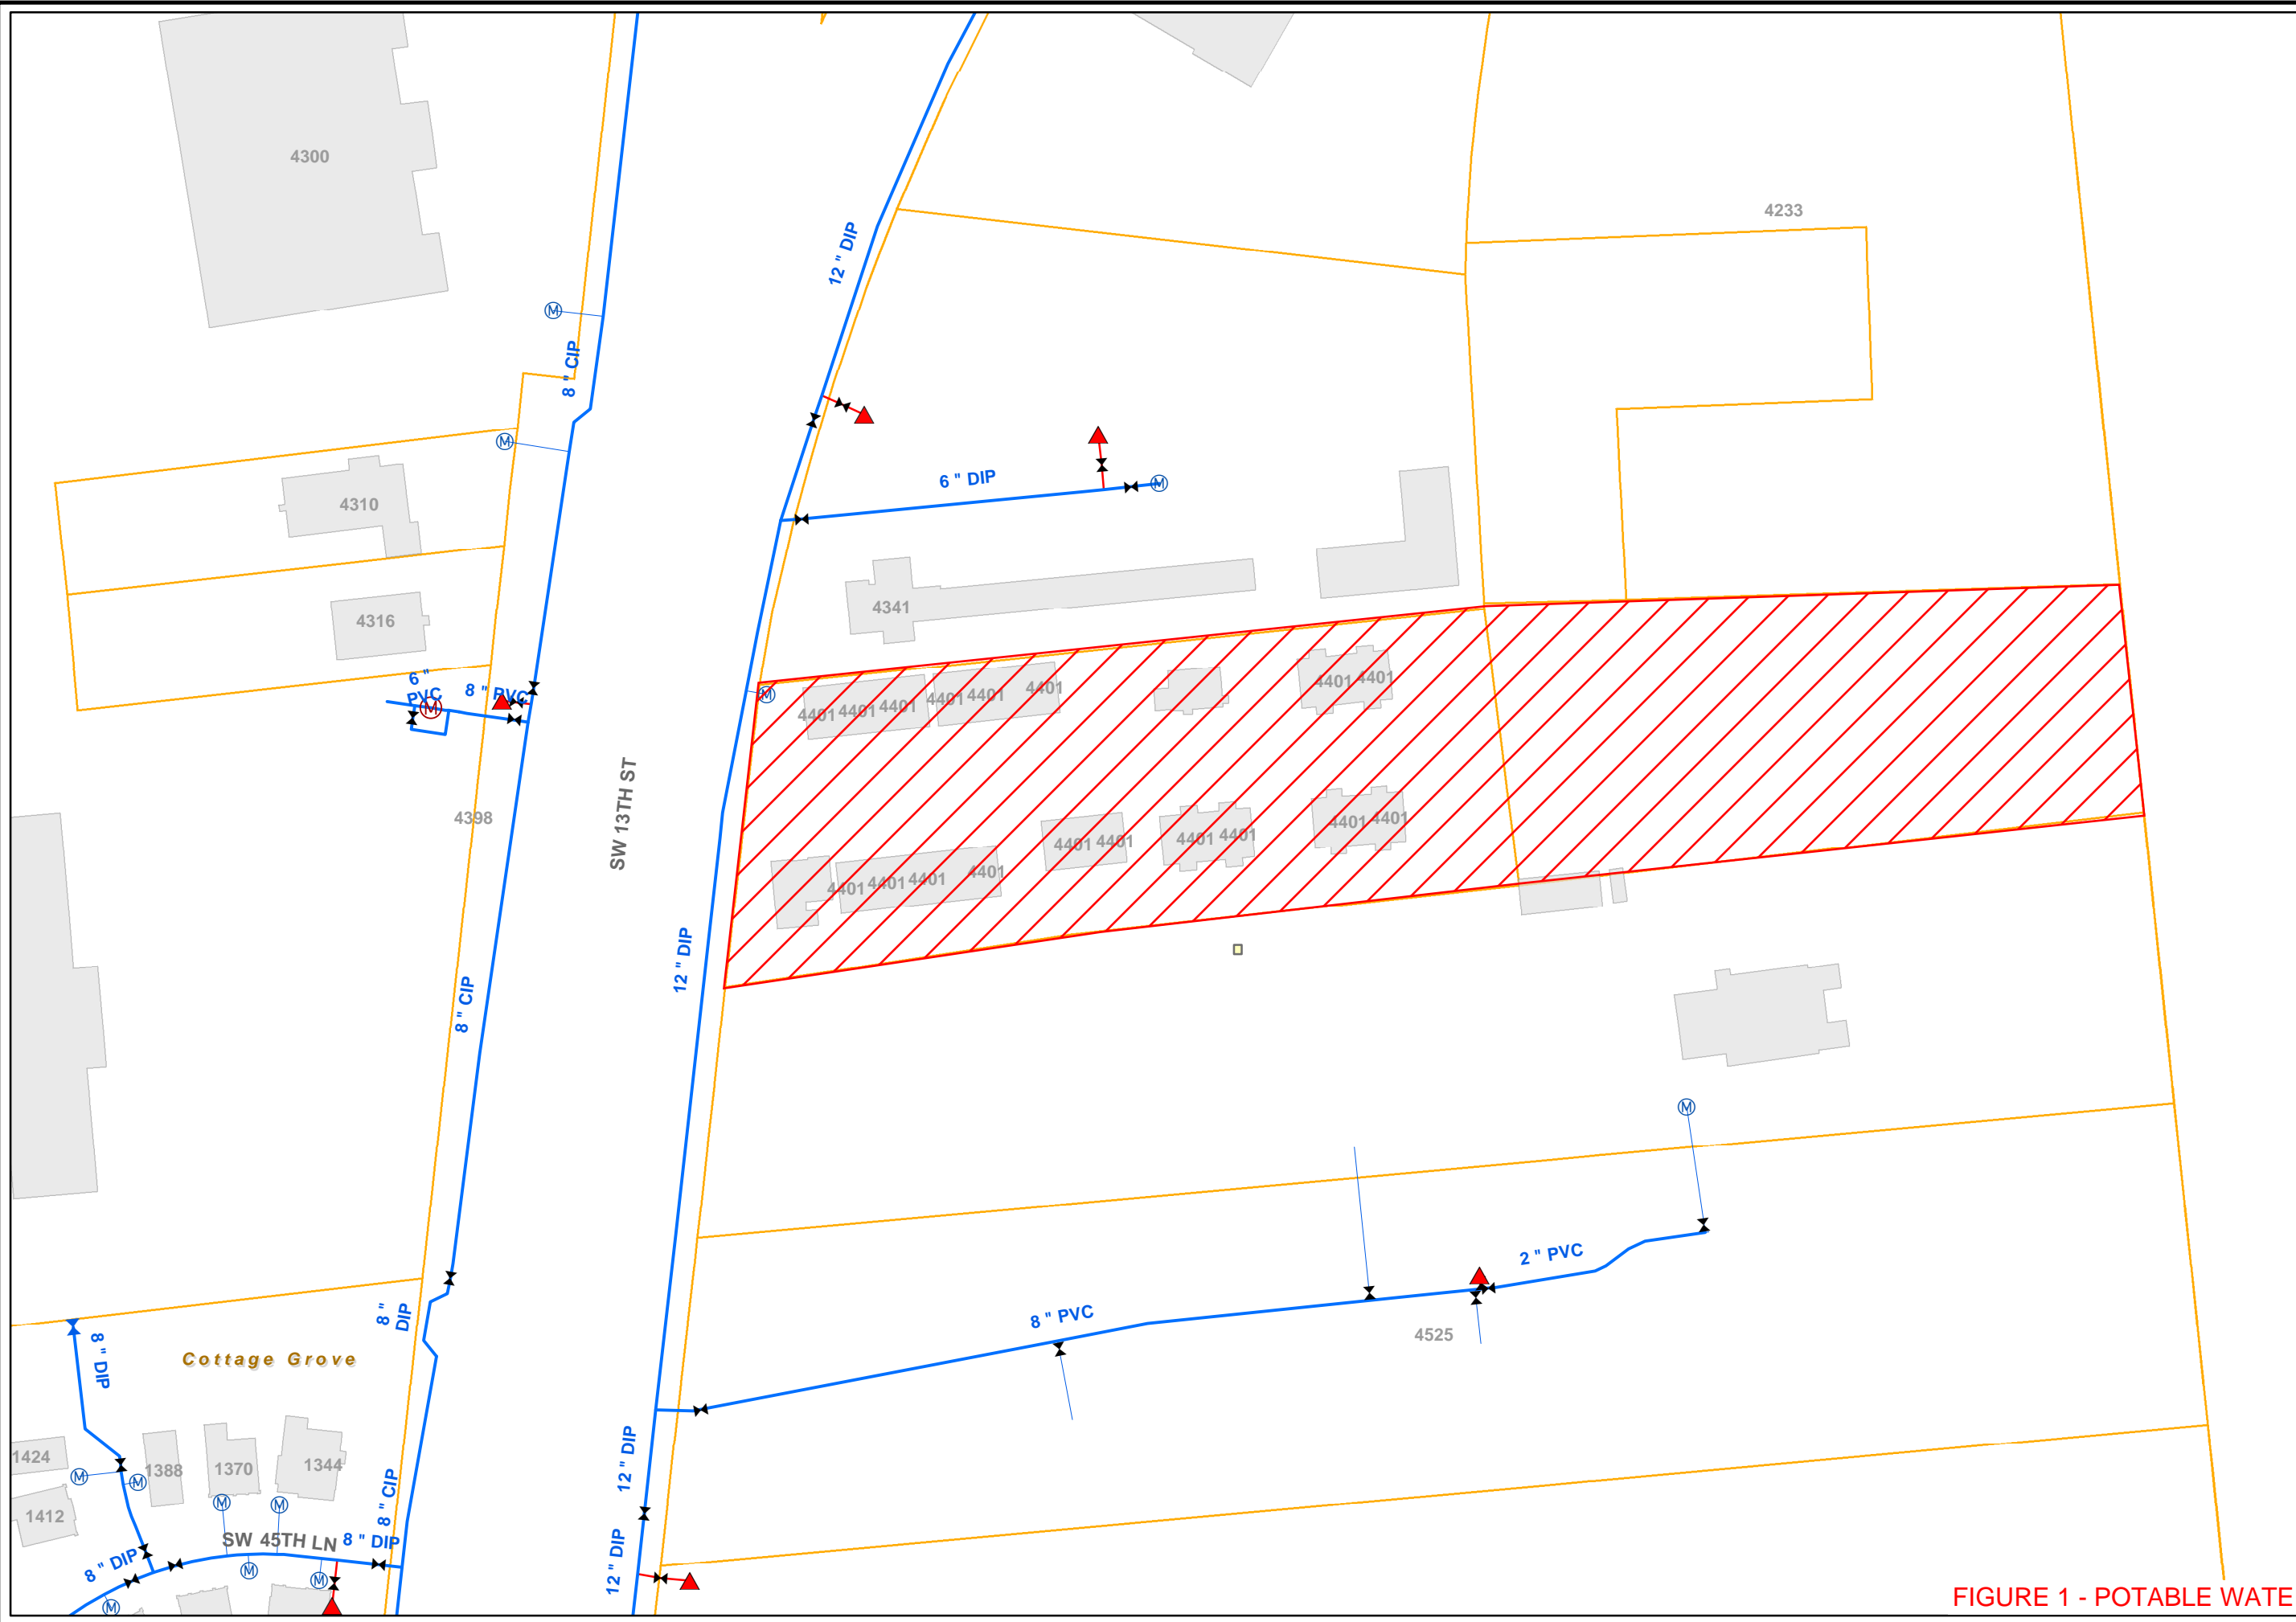 4300
4233
12 " DIP
8 " CIP
6 " DIP
4310
4341
4316
6 "
PVC
8 " PVC
4401 4401
4401 4401 4401
4401 4401 4401
SW 13TH ST
4398
4401 4401
4401 4401
4401 4401
4401 4401 4401 4401
12 " DIP
8 " CIP
2 " PVC
8 " PVC
4525
8 "
DIP
8 " DIP
Cottage Grove
12 " DIP
1424
1388
1370
1344
8 " CIP
1412
SW 45TH LN
8 " DIP
8 " DIP
12 " DIP
M
M
M
M
M
M
M
M
M
M
M
M
M
M
FIGURE 1 - POTABLE WATE